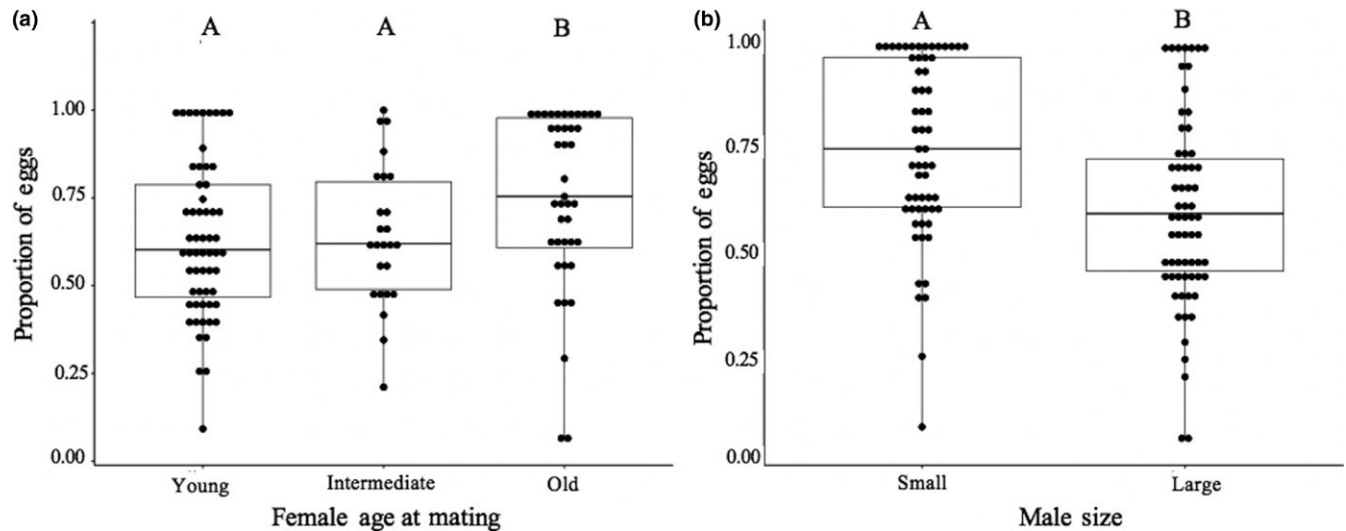 (a)
A A B
Proportion of eggs
1.00
0.75
0.50
0.25
0.00
Young Intermediate Old
Female age at mating
(b)
A B
Proportion of eggs
1.00
0.75
0.50
0.25
0.00
Small Large
Male size